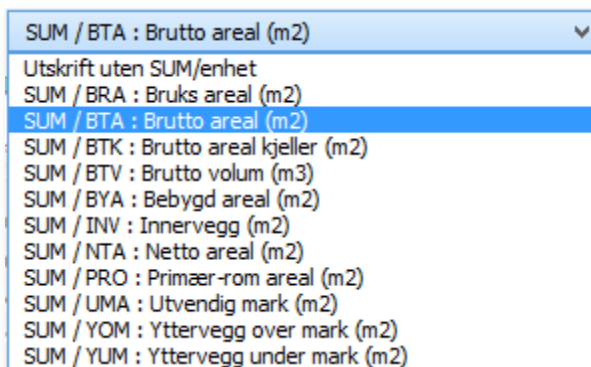 SUM / BTA : Brutto areal (m2)
Utskrift uten SUM/enhet
SUM / BRA : Bruks areal (m2)
SUM / BTA : Brutto areal (m2)
SUM / BTK : Brutto areal kjeller (m2)
SUM / BTV : Brutto volum (m3)
SUM / BYA : Bebygd areal (m2)
SUM / INV : Innervegg (m2)
SUM / NTA : Netto areal (m2)
SUM / PRO : Primær-rom areal (m2)
SUM / UMA : Utvendig mark (m2)
SUM / YOM : Yttervegg over mark (m2)
SUM / YUM : Yttervegg under mark (m2)